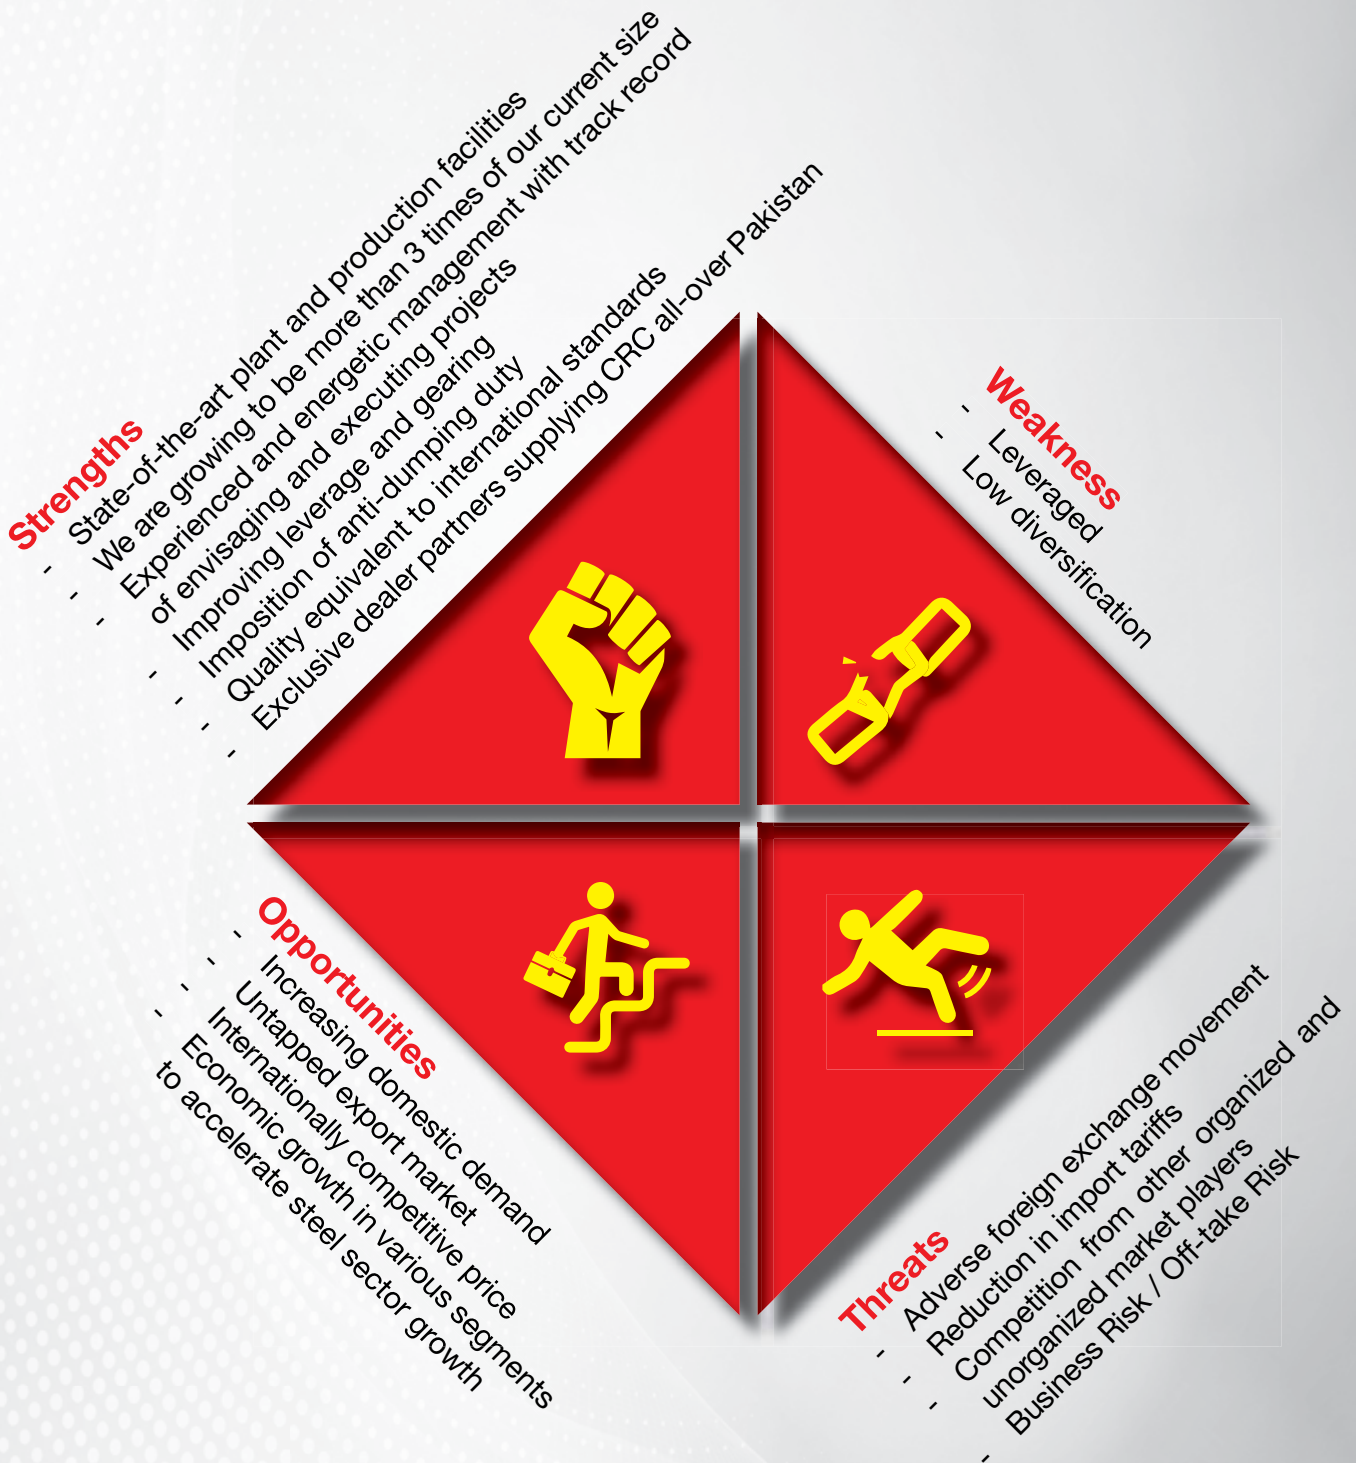 Strengths
- State-of-the-art plant and production facilities
- We are growing to be more than 3 times of our current size
- Experienced and energetic management with track record
of envisaging and executing projects
- Improving leverage and gearing
- Imposition of anti-dumping duty
- Quality equivalent to international standards
- Exclusive dealer partners supplying CRC all-over Pakistan
Weakness
- Leveraged
- Low diversification
Opportunities
- Increasing domestic demand
- Untapped export market
- Internationally competitive price
- Economic growth in various segments
to accelerate steel sector growth
Threats
- Adverse foreign exchange movement
- Reduction in import tariffs
- Competition from other organized and
unorganized market players
- Business Risk / Off-take Risk